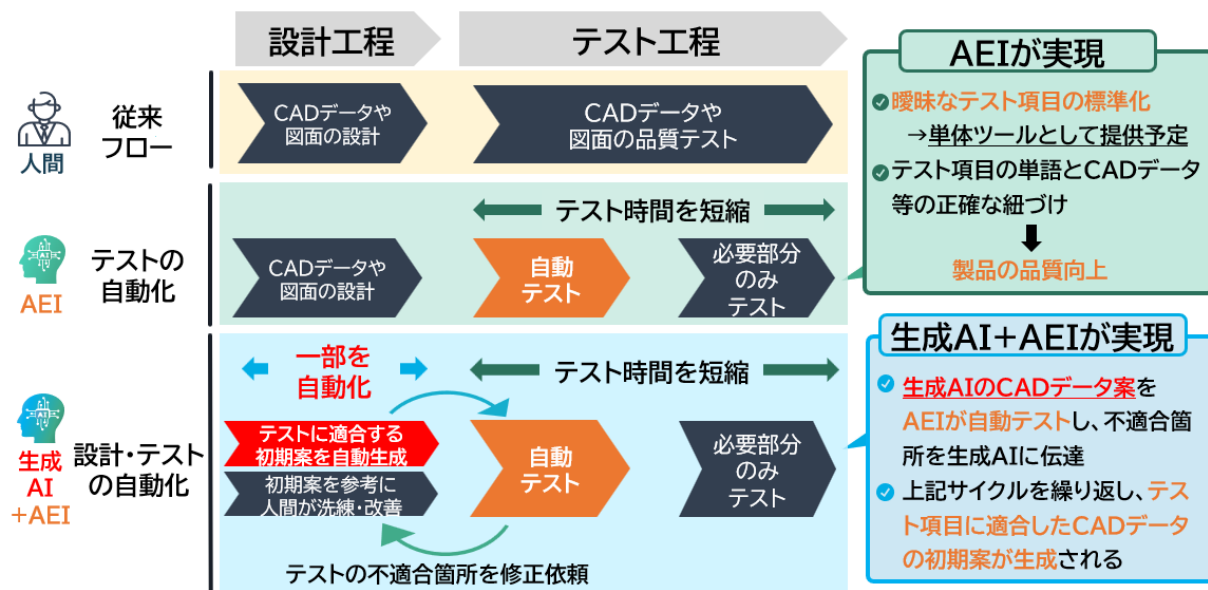 設計工程
テスト工程
人間
従来
フロー
CADデータや
図面の設計
CADデータや
図面の品質テスト
AEI
テストの
自動化
テスト時間を短縮
CADデータや
図面の設計
自動
テスト
必要部分
のみ
テスト
生成
AI
+AEI
設計・テスト
の自動化
一部を
自動化
テスト時間を短縮
テストに適合する
初期案を自動生成
初期案を参考に
人間が洗練・改善
自動
テスト
必要部分
のみ
テスト
テストの不適合箇所を修正依頼
AEIが実現
曖昧なテスト項目の標準化
→単体ツールとして提供予定
テスト項目の単語とCADデータ
等の正確な紐づけ
製品の品質向上
生成AI+AEIが実現
生成AIのCADデータ案を
AEIが自動テストし、不適合箇
所を生成AIに伝達
上記サイクルを繰り返し、テス
ト項目に適合したCADデータ
の初期案が生成される